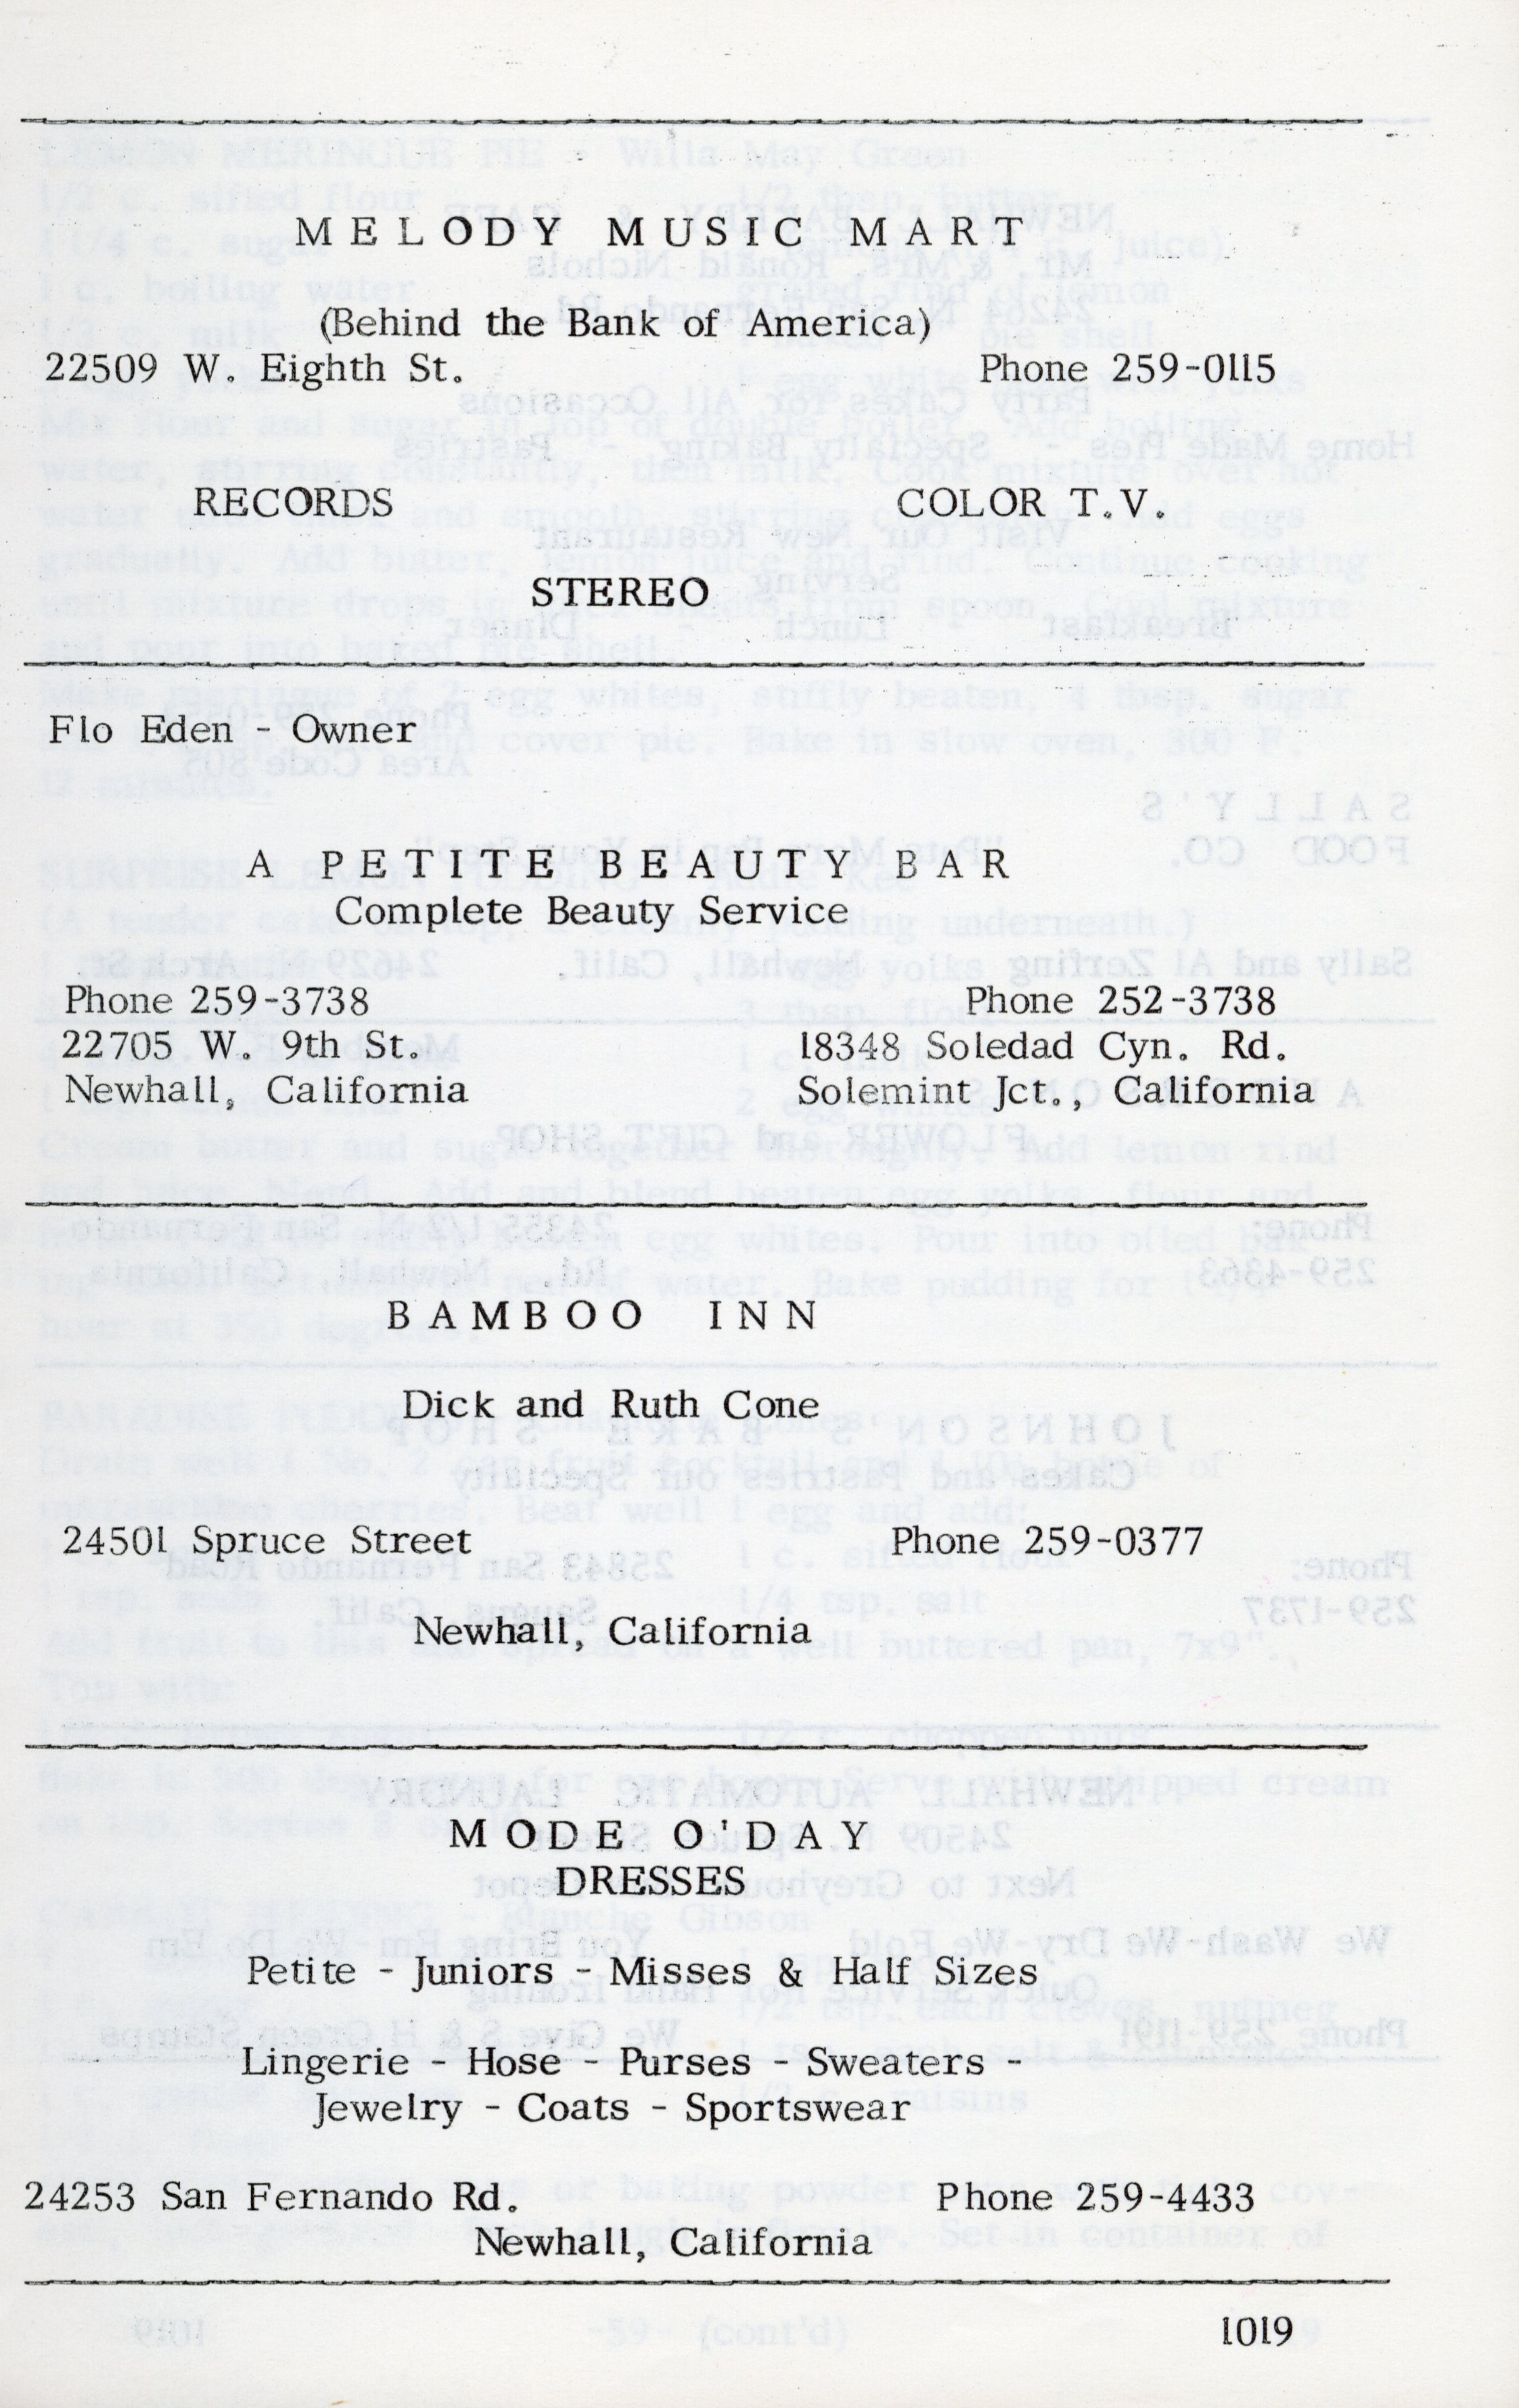 MELODY MUSIC MART
(Behind the Bank of America)
22509 W. Eighth St. Phone 259-0115
RECORDS COLOR T.V.
STEREO
Flo Eden - Owner
A PETITE BEAUTY BAR
Complete Beauty Service
Phone 259-3738 Phone 252-3738
22705 W. 9th St. 18348 Soledad Cyn. Rd.
Newhall, California Solemint Jct., California
BAMBOO INN
Dick and Ruth Cone
24501 Spruce Street Phone 259-0377
Newhall, California
MODE O'DAY
DRESSES
Petite - Juniors - Misses & Half Sizes
Lingerie - Hose - Purses - Sweaters -
Jewelry - Coats - Sportswear
24253 San Fernando Rd. Phone 259-4433
Newhall, California
1019